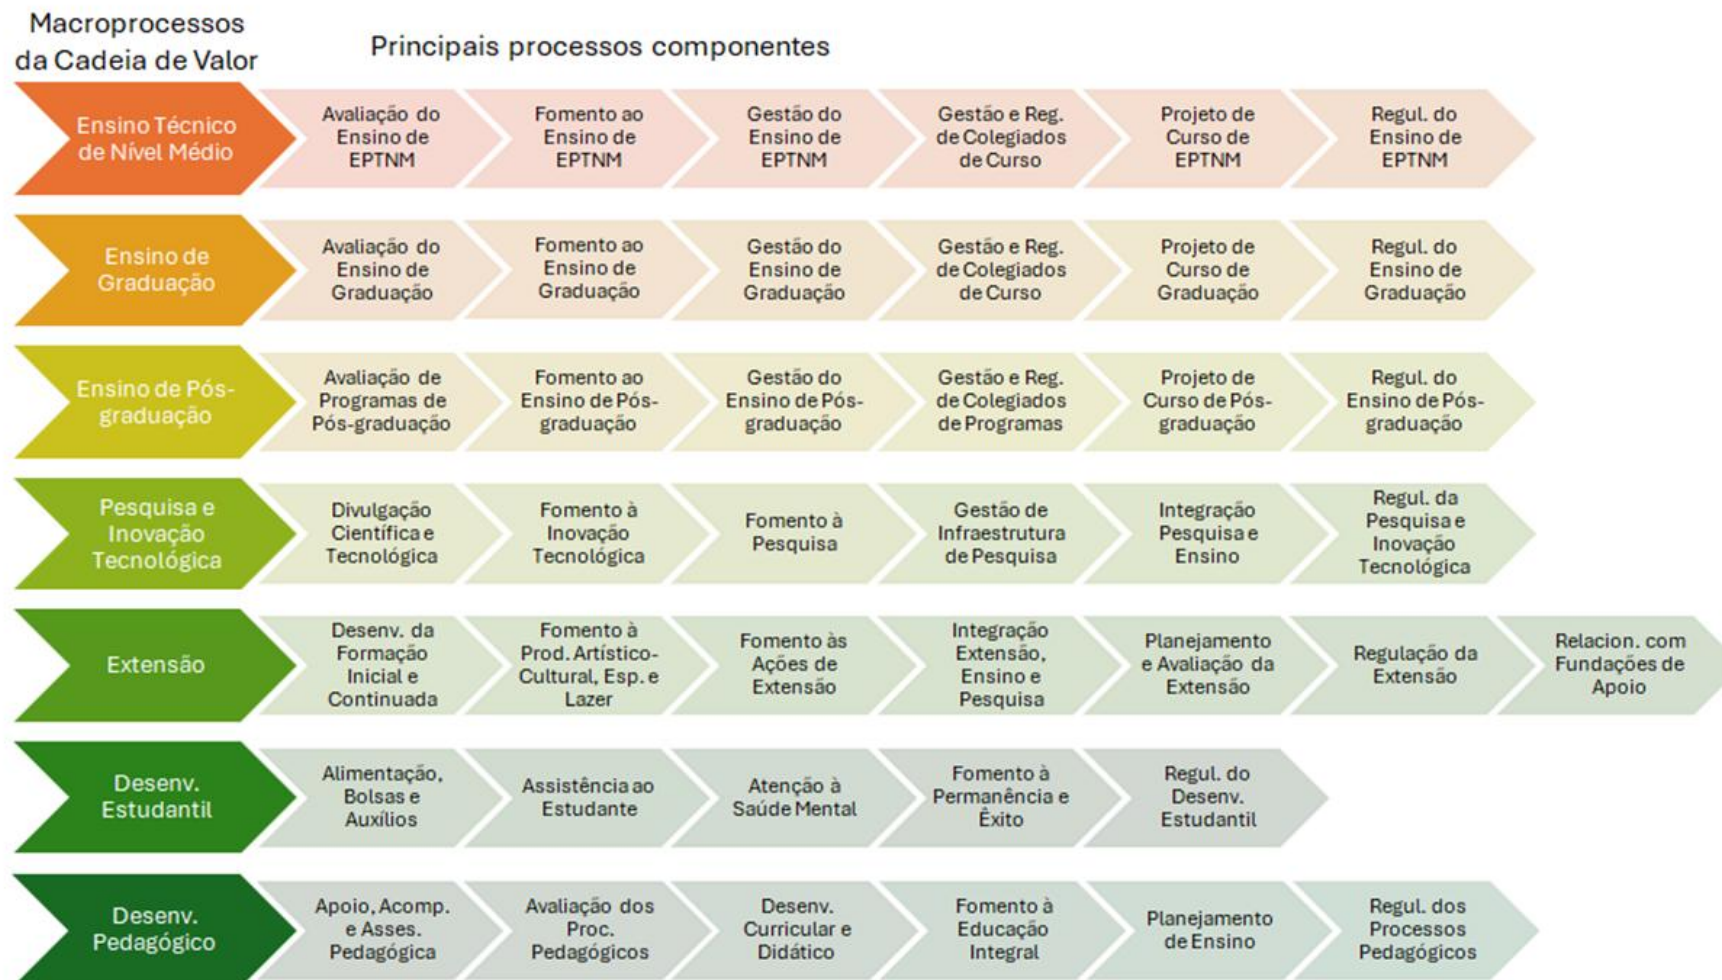 Macroprocessos
da Cadeia de Valor
Principais processos componentes
Ensino Técnico
de Nível Médio
Avaliação do
Ensino de
EPTNM
Fomento ao
Ensino de
EPTNM
Gestão do
Ensino de
EPTNM
Gestão e Reg.
de Colegiados
de Curso
Projeto de
Curso de
EPTNM
Regul. do
Ensino de
EPTNM
Ensino de
Graduação
Avaliação do
Ensino de
Graduação
Fomento ao
Ensino de
Graduação
Gestão do
Ensino de
Graduação
Gestão e Reg.
de Colegiados
de Curso
Projeto de
Curso de
Graduação
Regul. do
Ensino de
Graduação
Ensino de Pós-
graduação
Avaliação de
Programas de
Pós-graduação
Fomento ao
Ensino de Pós-
graduação
Gestão do
Ensino de Pós-
graduação
Gestão e Reg.
de Colegiados
de Programas
Projeto de
Curso de Pós-
graduação
Regul. do
Ensino de Pós-
graduação
Pesquisa e
Inovação
Tecnológica
Divulgação
Científica e
Tecnológica
Fomento à
Inovação
Tecnológica
Fomento à
Pesquisa
Gestão de
Infraestrutura
de Pesquisa
Integração
Pesquisa e
Ensino
Regul. da
Pesquisa e
Inovação
Tecnológica
Extensão
Desenv. da
Formação
Inicial e
Continuada
Fomento à
Prod. Artístico-
Cultural, Esp. e
Lazer
Fomento às
Ações de
Extensão
Integração
Extensão,
Ensino e
Pesquisa
Planejamento
e Avaliação da
Extensão
Regulação da
Extensão
Relacion. com
Fundações de
Apoio
Desenv.
Estudantil
Alimentação,
Bolsas e
Auxílios
Assistência ao
Estudante
Atenção à
Saúde Mental
Fomento à
Permanência e
Êxito
Regul. do
Desenv.
Estudantil
Desenv.
Pedagógico
Apoio, Acomp.
e Asses.
Pedagógica
Avaliação dos
Proc.
Pedagógicos
Desenv.
Curricular e
Didático
Fomento à
Educação
Integral
Planejamento
de Ensino
Regul. dos
Processos
Pedagógicos